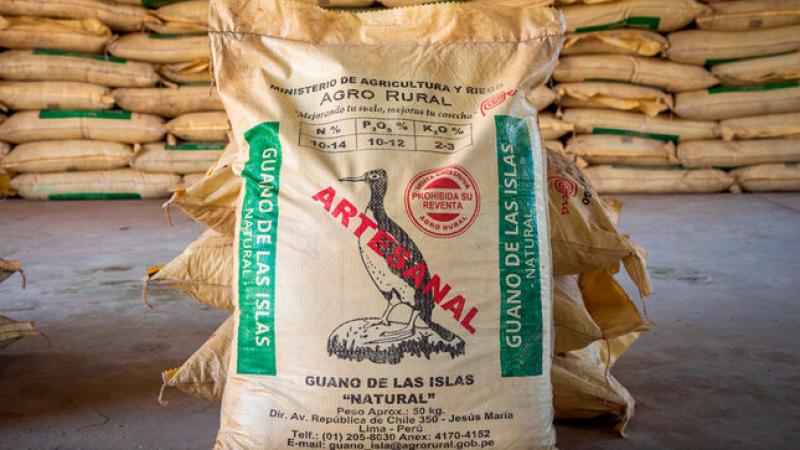 MINISTERIO DE AGRICULTURA Y RIEGO
AGRO RURAL
"Mejorando tu suelo, mejoras tu cosecha"
N % P₂O₅ % K₂O %
10-14 10-12 2-3
GUANO DE LAS ISLAS
- NATURAL -
ARTESANAL
VENTA EXCLUSIVA
PROHIBIDA SU
REVENTA
AGRO RURAL
GUANO DE LAS ISLAS
- NATURAL -
GUANO DE LAS ISLAS
"NATURAL"
Peso Aprox.: 50 kg.
Dir. Av. República de Chile 350 - Jesús María
Lima - Perú
Telf.: (01) 205-8030 Anex: 4170-4152
E-mail: guano_isla@agrorural.gob.pe